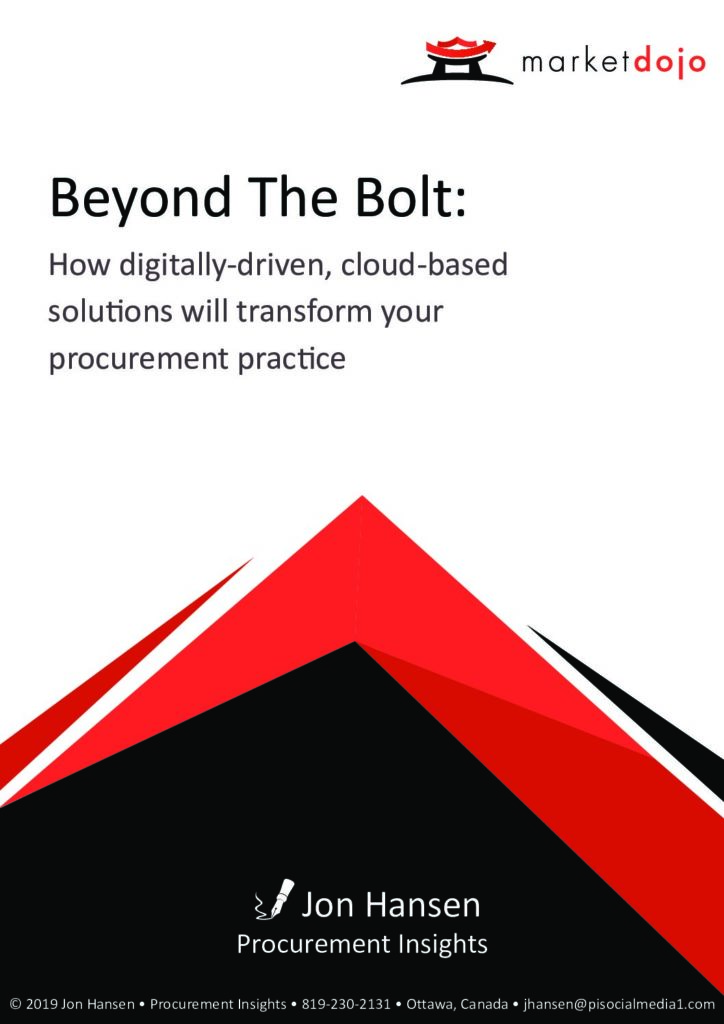 marketdojo
Beyond The Bolt:
How digitally-driven, cloud-based
solutions will transform your
procurement practice
Jon Hansen
Procurement Insights
© 2019 Jon Hansen • Procurement Insights • 819-230-2131 • Ottawa, Canada • jhansen@pisocialmedia1.com